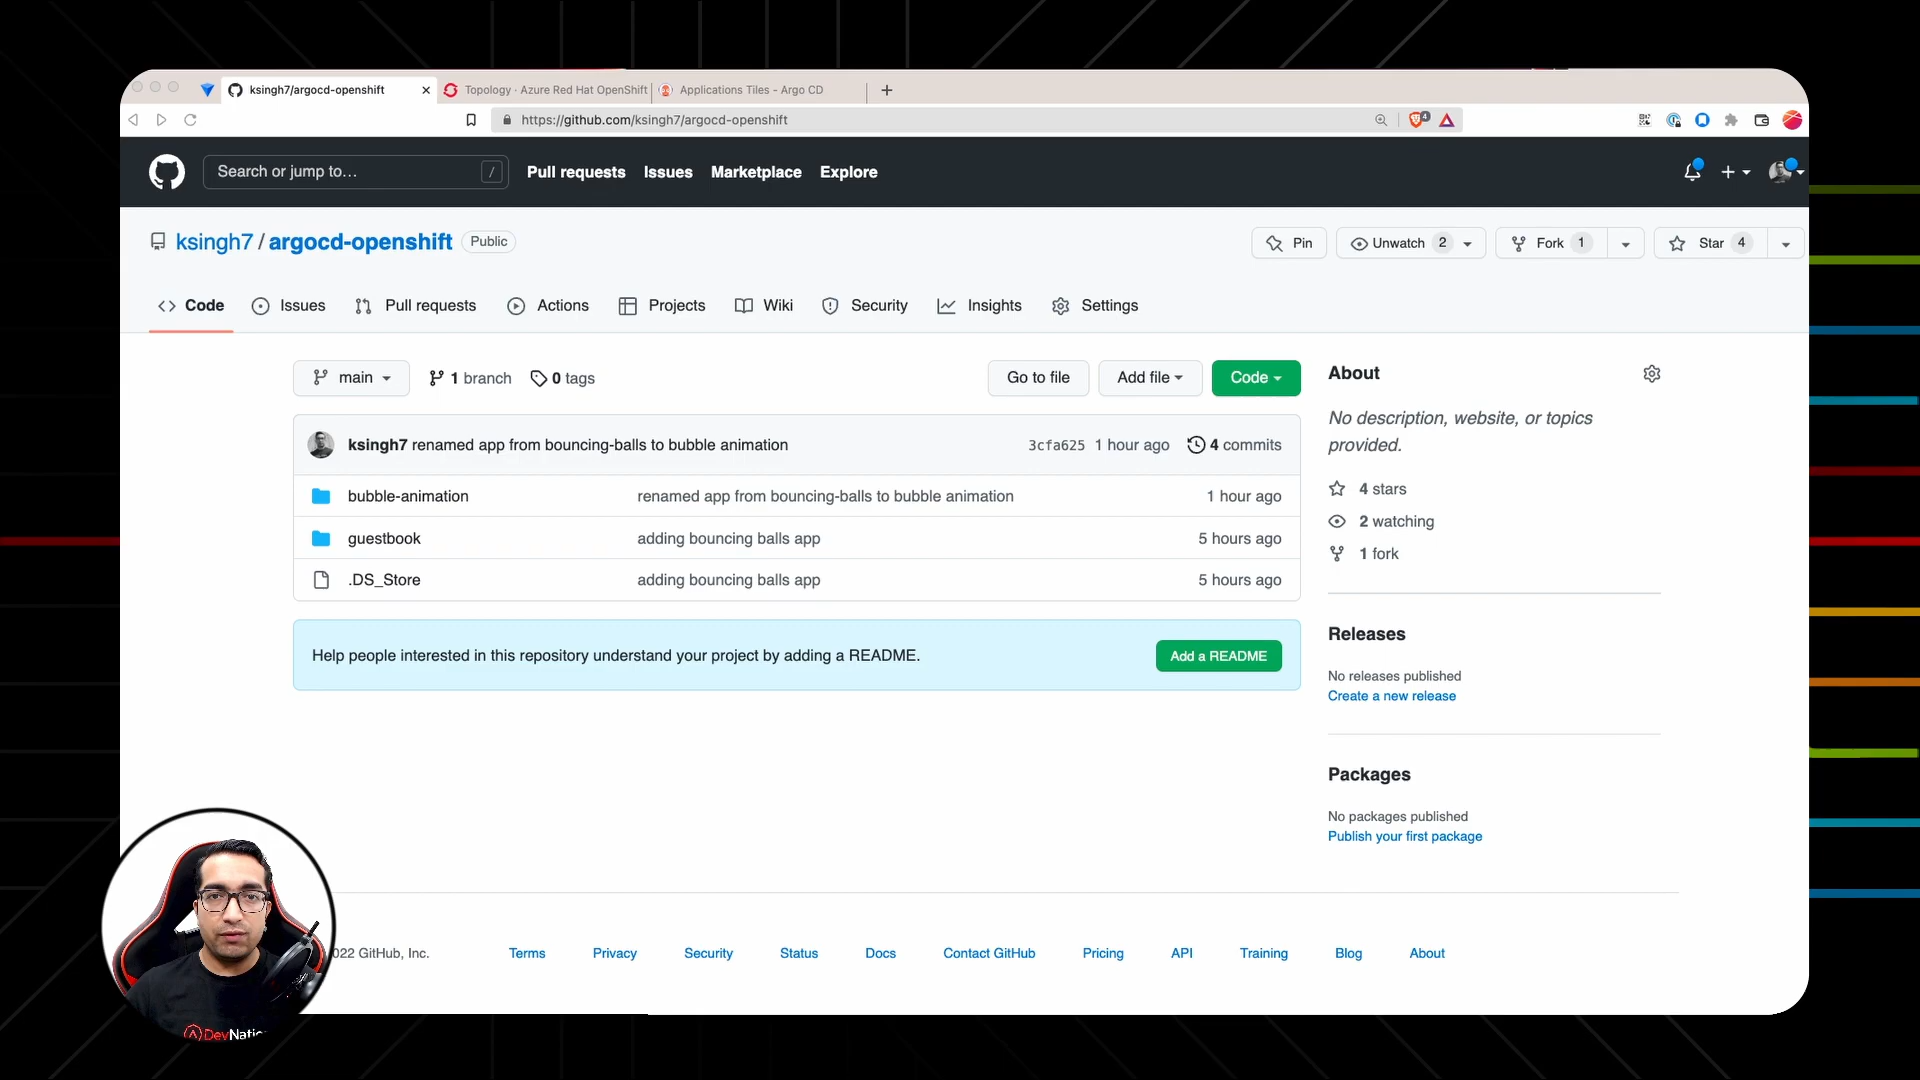 ksingh7/argocd-openshift
Topology · Azure Red Hat OpenShift
Applications Tiles - Argo CD
https://github.com/ksingh7/argocd-openshift
4
Search or jump to…
/
Pull requests
Issues
Marketplace
Explore
ksingh7 / argocd-openshift
Public
Pin
Unwatch 2
Fork 1
Star 4
Code
Issues
Pull requests
Actions
Projects
Wiki
Security
Insights
Settings
main
1 branch
0 tags
Go to file
Add file
Code
ksingh7 renamed app from bouncing-balls to bubble animation
3cfa625 1 hour ago
4 commits
bubble-animation
renamed app from bouncing-balls to bubble animation
1 hour ago
guestbook
adding bouncing balls app
5 hours ago
.DS_Store
adding bouncing balls app
5 hours ago
Help people interested in this repository understand your project by adding a README.
Add a README
About
No description, website, or topics
provided.
4 stars
2 watching
1 fork
Releases
No releases published
Create a new release
Packages
No packages published
Publish your first package
022 GitHub, Inc.
Terms
Privacy
Security
Status
Docs
Contact GitHub
Pricing
API
Training
Blog
About
DevNatio